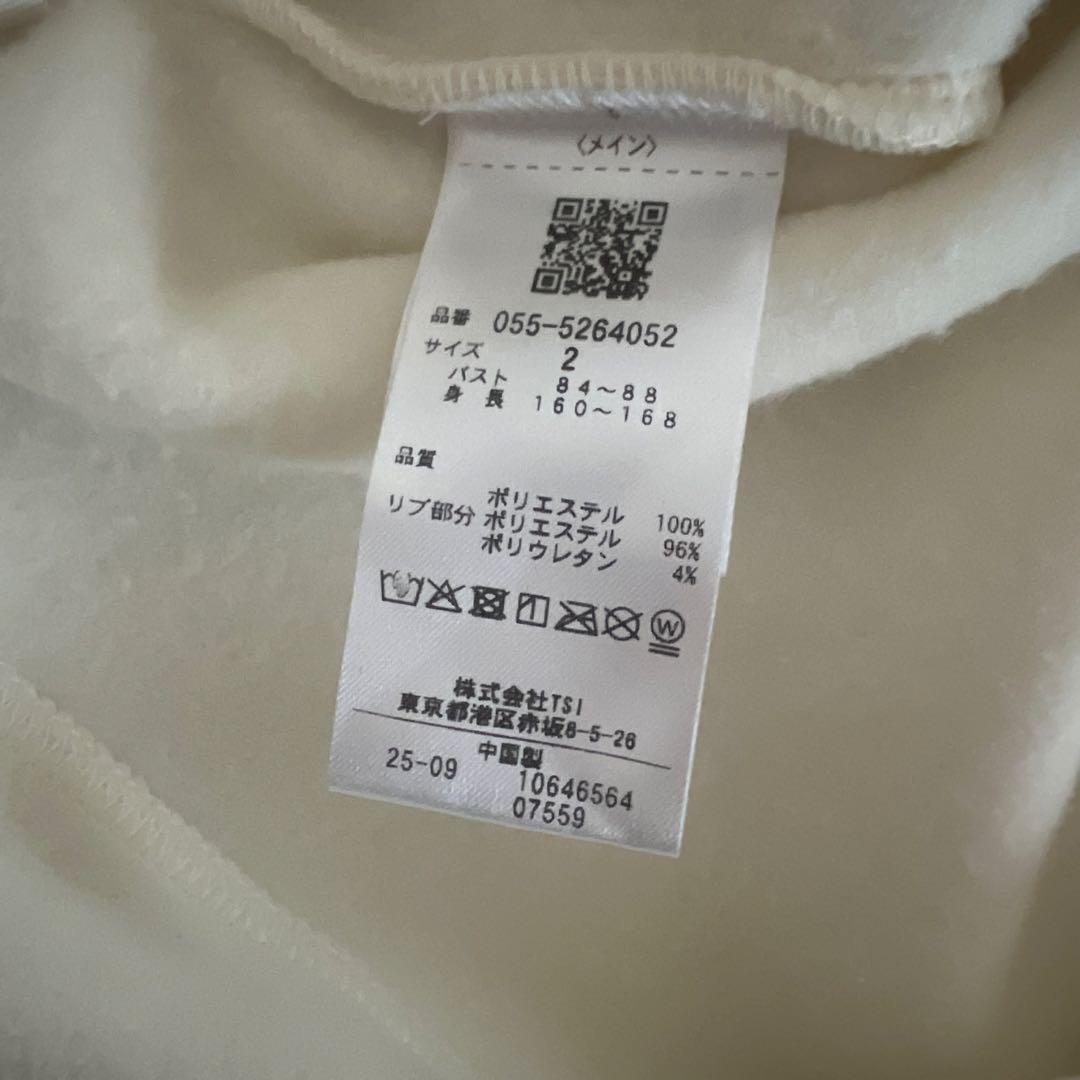 〈メイン〉
品番 055-5264052
サイズ 2
バスト 84～88
身長 160～168
品質
ポリエステル 100%
リブ部分 ポリエステル 96%
ポリウレタン 4%
W
株式会社TSI
東京都港区赤坂8-5-26
中国製
25-09 10646564
07559